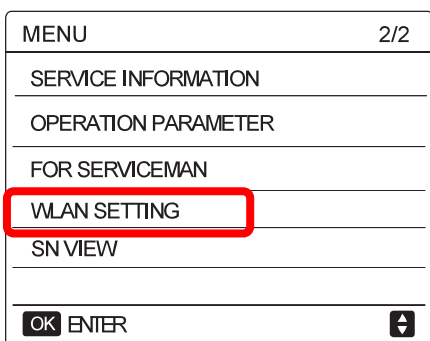 MENU 2/2
SERVICE INFORMATION
OPERATION PARAMETER
FOR SERVICEMAN
WLAN SETTING
SN VIEW
OK ENTER